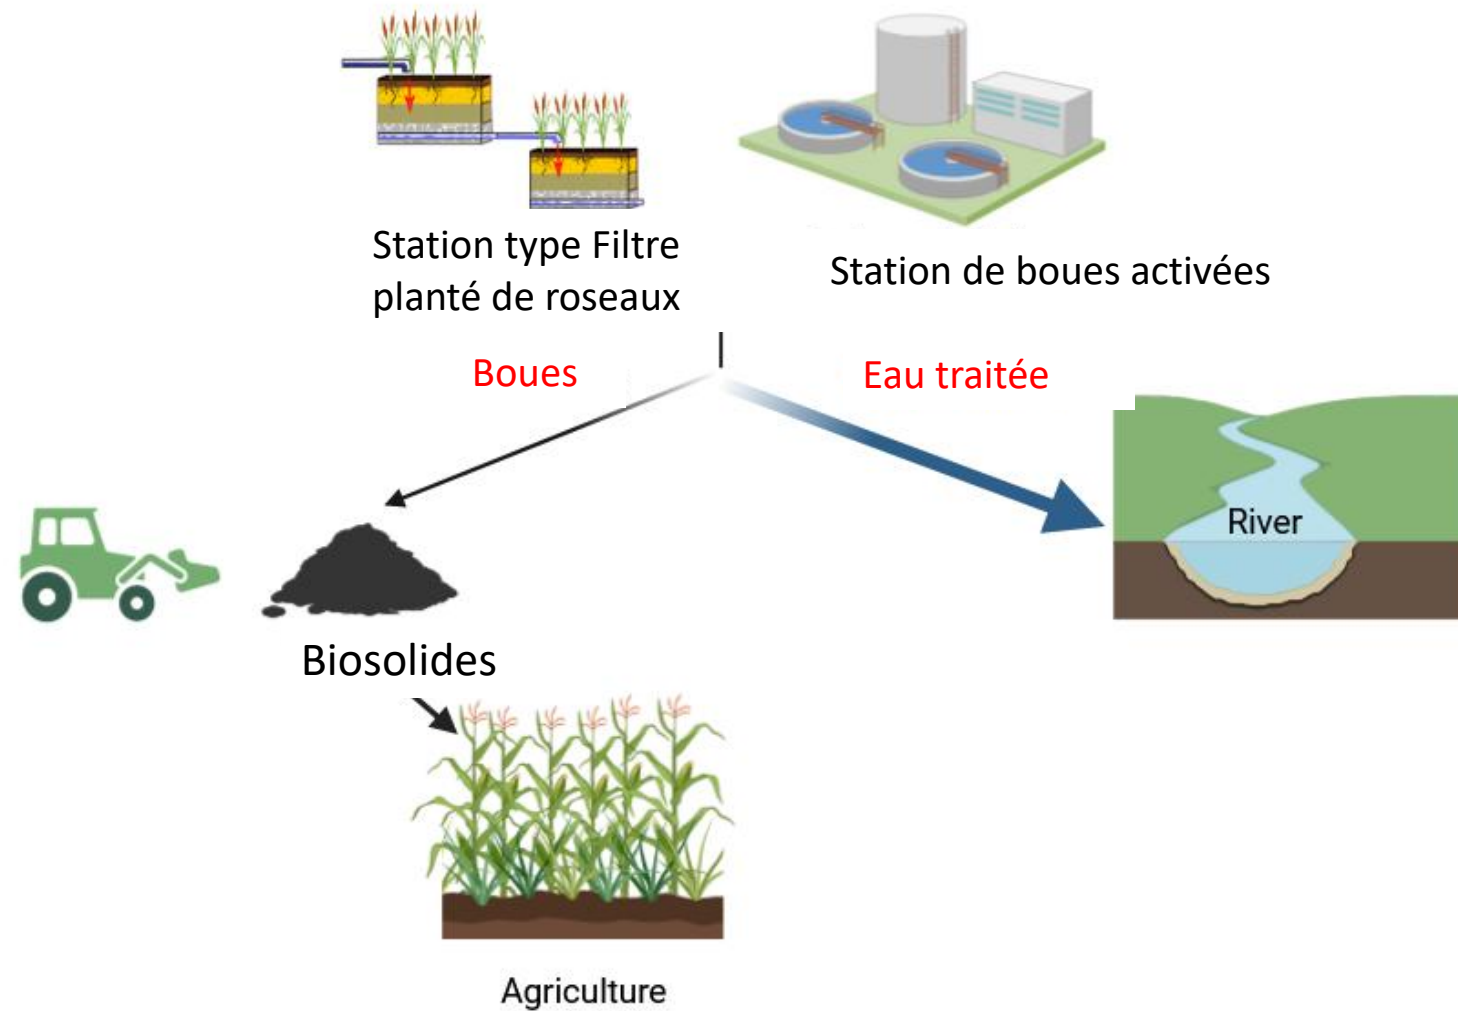 Station type Filtre
planté de roseaux
Station de boues activées
Boues
Eau traitée
River
Biosolides
Agriculture